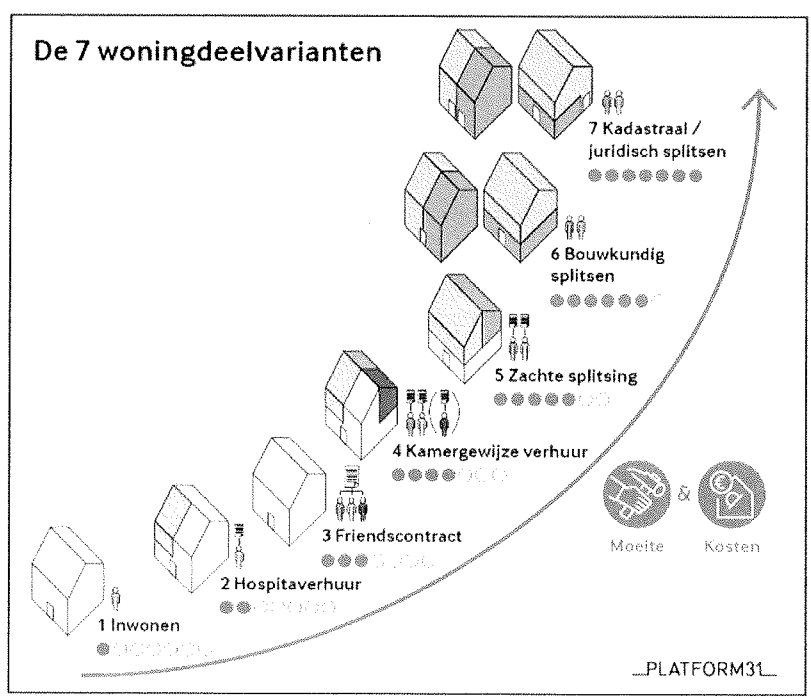 De 7 woningdeelvarianten
7 Kadastraal /
juridisch splitsen
6 Bouwkundig
splitsen
5 Zachte splitsing
4 Kamergewijze verhuur
3 Friendscontract
2 Hospitaverhuur
1 Inwonen
&
Moeite
Kosten
_PLATFORM31_